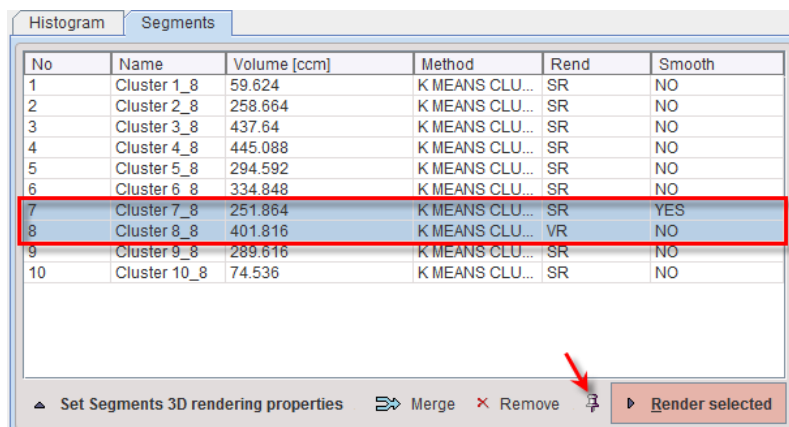 Histogram Segments
No Name Volume [ccm] Method Rend Smooth
1 Cluster 1_8 59.624 K MEANS CLU... SR NO
2 Cluster 2_8 258.664 K MEANS CLU... SR NO
3 Cluster 3_8 437.64 K MEANS CLU... SR NO
4 Cluster 4_8 445.088 K MEANS CLU... SR NO
5 Cluster 5_8 294.592 K MEANS CLU... SR NO
6 Cluster 6_8 334.848 K MEANS CLU... SR NO
7 Cluster 7_8 251.864 K MEANS CLU... SR YES
8 Cluster 8_8 401.816 K MEANS CLU... VR NO
9 Cluster 9_8 289.616 K MEANS CLU... SR NO
10 Cluster 10_8 74.536 K MEANS CLU... SR NO
Set Segments 3D rendering properties Merge Remove Render selected